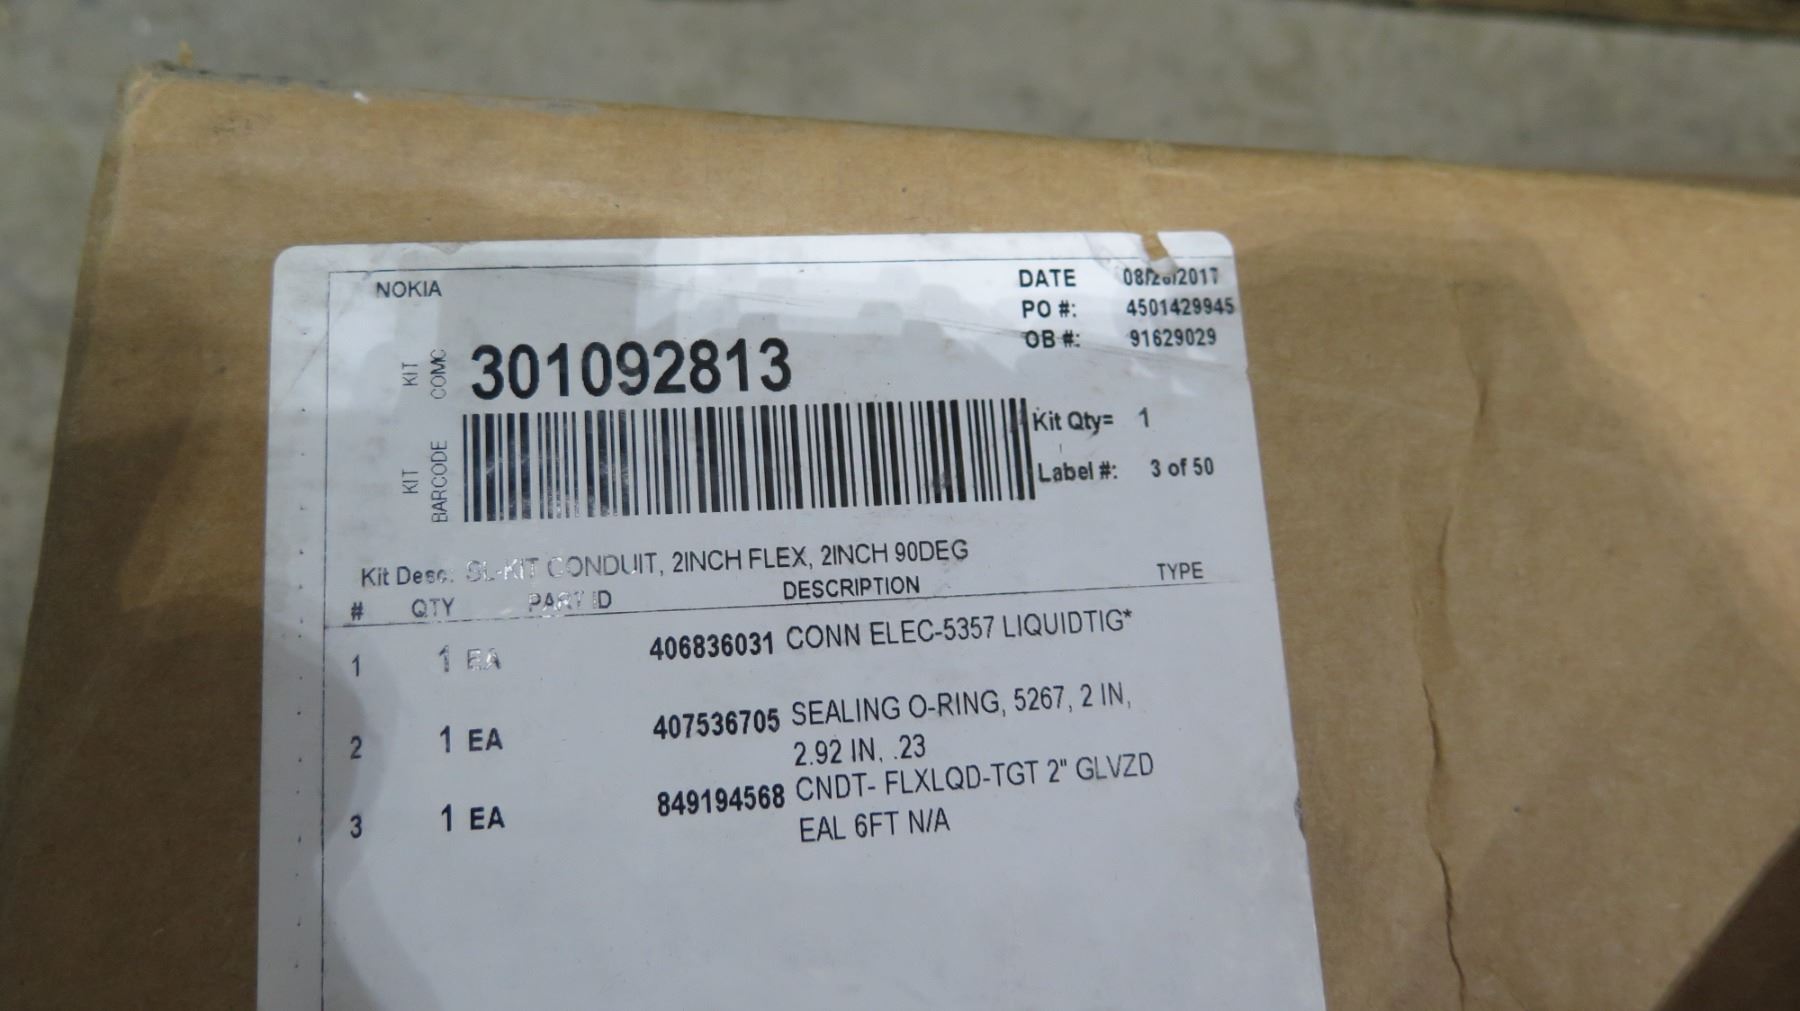 NOKIA
DATE 08/28/2017
PO #: 4501429945
OB #: 91629029
KIT COMC 301092813
KIT BARCODE
Kit Qty= 1
Label #: 3 of 50
Kit Desc: SL-KIT CONDUIT, 2INCH FLEX, 2INCH 90DEG
# QTY PART ID DESCRIPTION TYPE
1 1 EA 406836031 CONN ELEC-5357 LIQUIDTIG*
2 1 EA 407536705 SEALING O-RING, 5267, 2 IN,
2.92 IN, .23
3 1 EA 849194568 CNDT- FLXLQD-TGT 2" GLVZD
EAL 6FT N/A